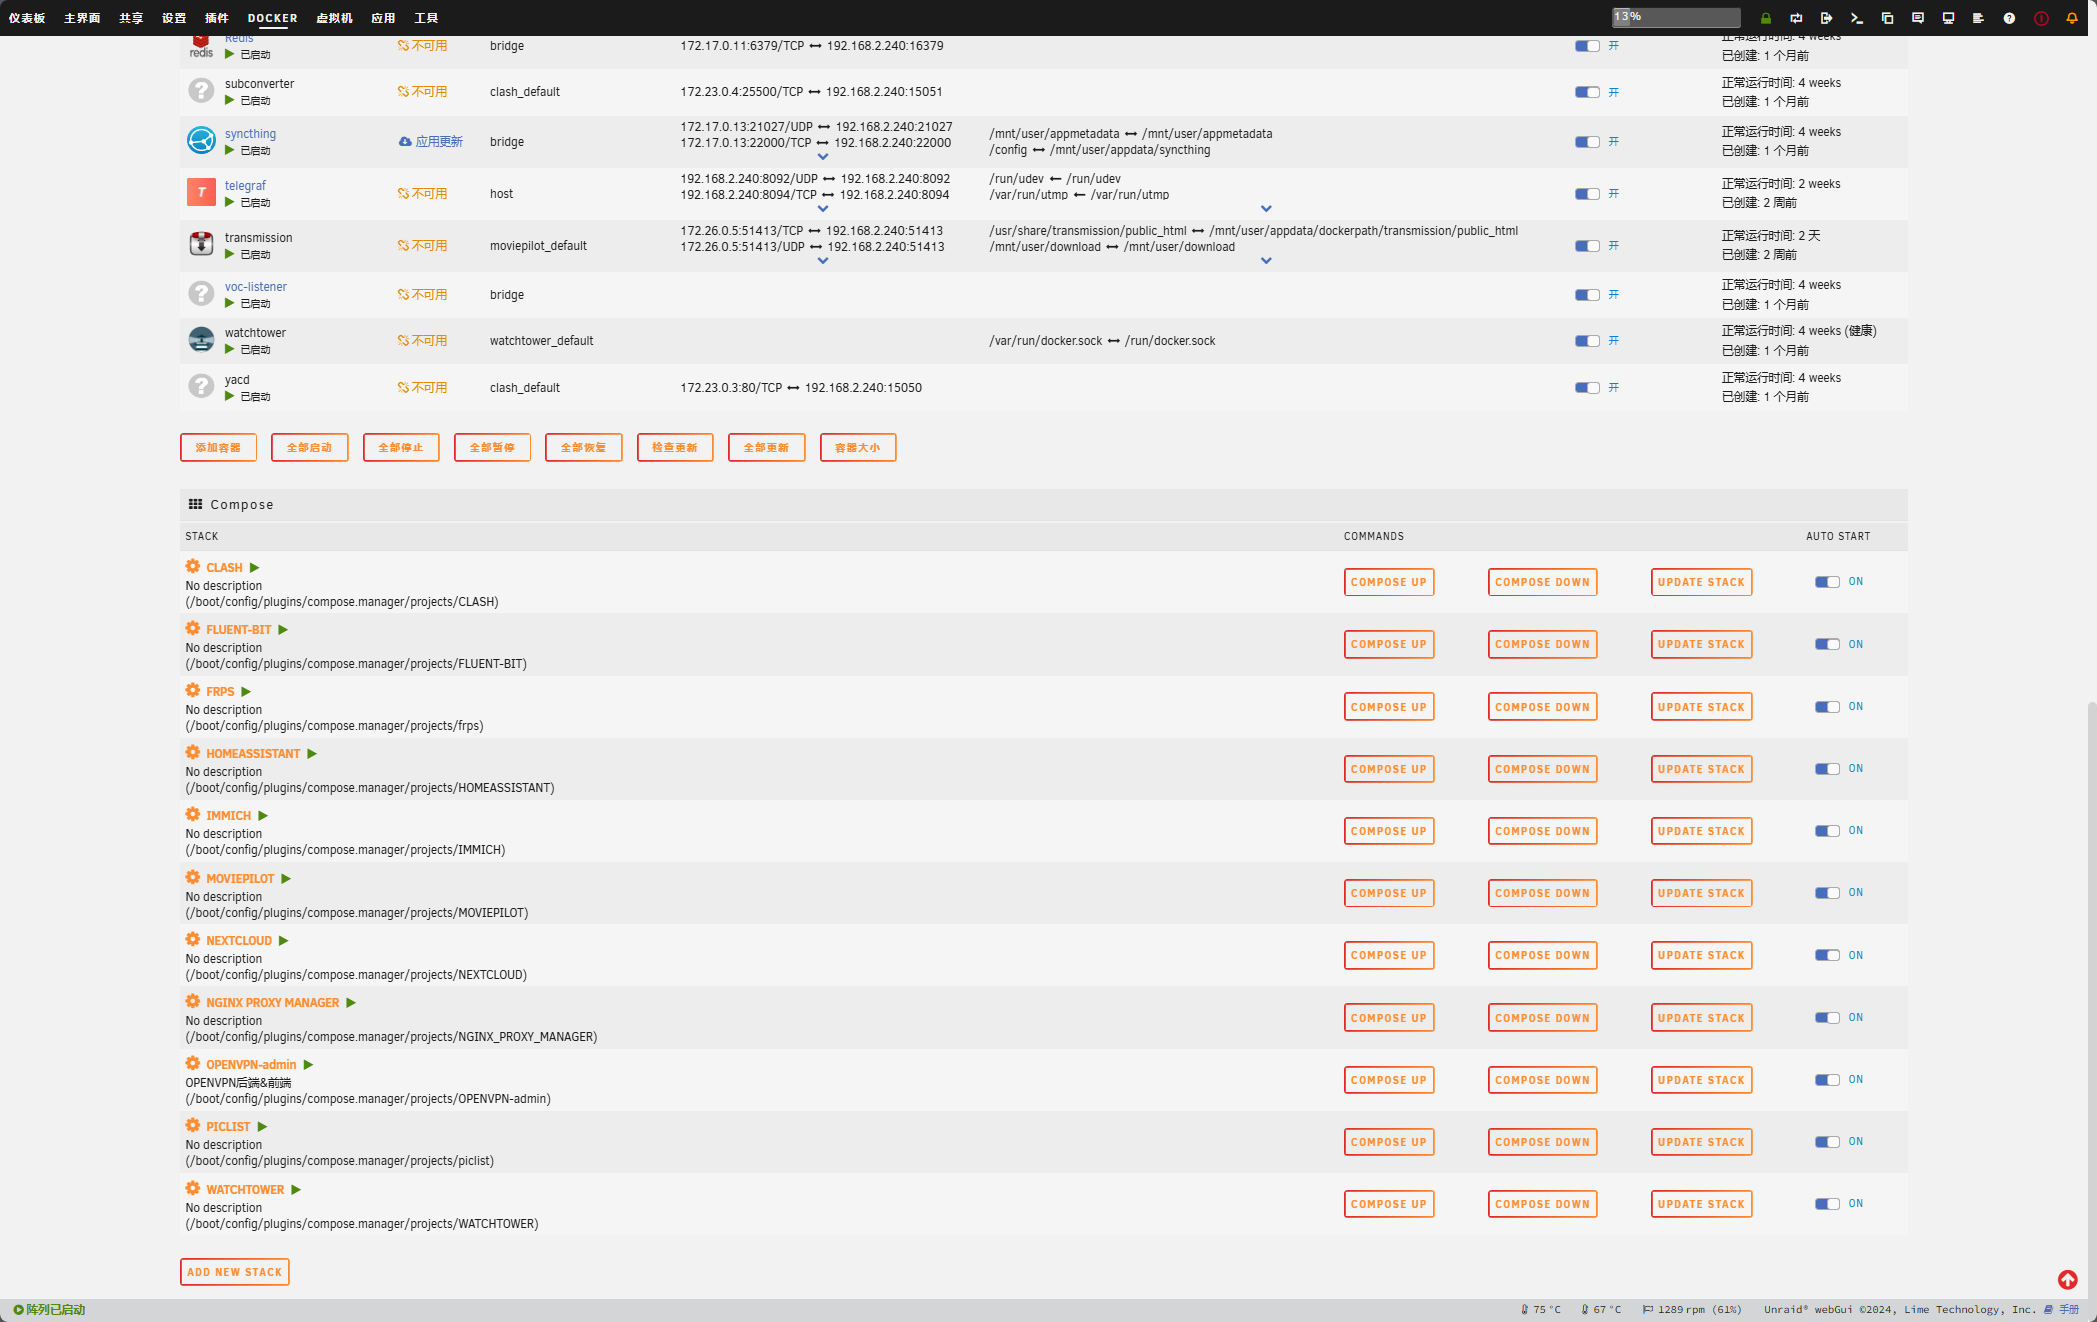 仪表板 主界面 共享 设置 插件 DOCKER 虚拟机 应用 工具 13%
Redis 正常运行时间: 4 weeks
redis 已启动 不可用 bridge 172.17.0.11:6379/TCP 192.168.2.240:16379 开 已创建: 1 个月前
subconverter 正常运行时间: 4 weeks
已启动 不可用 clash_default 172.23.0.4:25500/TCP 192.168.2.240:15051 开 已创建: 1 个月前
syncthing 172.17.0.13:21027/UDP 192.168.2.240:21027 /mnt/user/appmetadata /mnt/user/appmetadata 正常运行时间: 4 weeks
已启动 应用更新 bridge 172.17.0.13:22000/TCP 192.168.2.240:22000 /config /mnt/user/appdata/syncthing 开 已创建: 1 个月前
telegraf 192.168.2.240:8092/UDP 192.168.2.240:8092 /run/udev /run/udev 正常运行时间: 2 weeks
已启动 不可用 host 192.168.2.240:8094/TCP 192.168.2.240:8094 /var/run/utmp /var/run/utmp 开 已创建: 2 周前
transmission 172.26.0.5:51413/TCP 192.168.2.240:51413 /usr/share/transmission/public_html /mnt/user/appdata/dockerpath/transmission/public_html 正常运行时间: 2 天
已启动 不可用 moviepilot_default 172.26.0.5:51413/UDP 192.168.2.240:51413 /mnt/user/download /mnt/user/download 开 已创建: 2 周前
voc-listener 正常运行时间: 4 weeks
已启动 不可用 bridge 开 已创建: 1 个月前
watchtower 正常运行时间: 4 weeks (健康)
已启动 不可用 watchtower_default /var/run/docker.sock /run/docker.sock 开 已创建: 1 个月前
yacd 正常运行时间: 4 weeks
已启动 不可用 clash_default 172.23.0.3:80/TCP 192.168.2.240:15050 开 已创建: 1 个月前
添加容器 全部启动 全部停止 全部暂停 全部恢复 检查更新 全部更新 容器大小
Compose
STACK COMMANDS AUTO START
CLASH
No description COMPOSE UP COMPOSE DOWN UPDATE STACK ON
(/boot/config/plugins/compose.manager/projects/CLASH)
FLUENT-BIT
No description COMPOSE UP COMPOSE DOWN UPDATE STACK ON
(/boot/config/plugins/compose.manager/projects/FLUENT-BIT)
FRPS
No description COMPOSE UP COMPOSE DOWN UPDATE STACK ON
(/boot/config/plugins/compose.manager/projects/frps)
HOMEASSISTANT
No description COMPOSE UP COMPOSE DOWN UPDATE STACK ON
(/boot/config/plugins/compose.manager/projects/HOMEASSISTANT)
IMMICH
No description COMPOSE UP COMPOSE DOWN UPDATE STACK ON
(/boot/config/plugins/compose.manager/projects/IMMICH)
MOVIEPILOT
No description COMPOSE UP COMPOSE DOWN UPDATE STACK ON
(/boot/config/plugins/compose.manager/projects/MOVIEPILOT)
NEXTCLOUD
No description COMPOSE UP COMPOSE DOWN UPDATE STACK ON
(/boot/config/plugins/compose.manager/projects/NEXTCLOUD)
NGINX PROXY MANAGER
No description COMPOSE UP COMPOSE DOWN UPDATE STACK ON
(/boot/config/plugins/compose.manager/projects/NGINX_PROXY_MANAGER)
OPENVPN-admin
OPENVPN后端&前端 COMPOSE UP COMPOSE DOWN UPDATE STACK ON
(/boot/config/plugins/compose.manager/projects/OPENVPN-admin)
PICLIST
No description COMPOSE UP COMPOSE DOWN UPDATE STACK ON
(/boot/config/plugins/compose.manager/projects/piclist)
WATCHTOWER
No description COMPOSE UP COMPOSE DOWN UPDATE STACK ON
(/boot/config/plugins/compose.manager/projects/WATCHTOWER)
ADD NEW STACK
阵列已启动 75 °C 67 °C 1289 rpm (61%) Unraid® webGui ©2024, Lime Technology, Inc. 手册